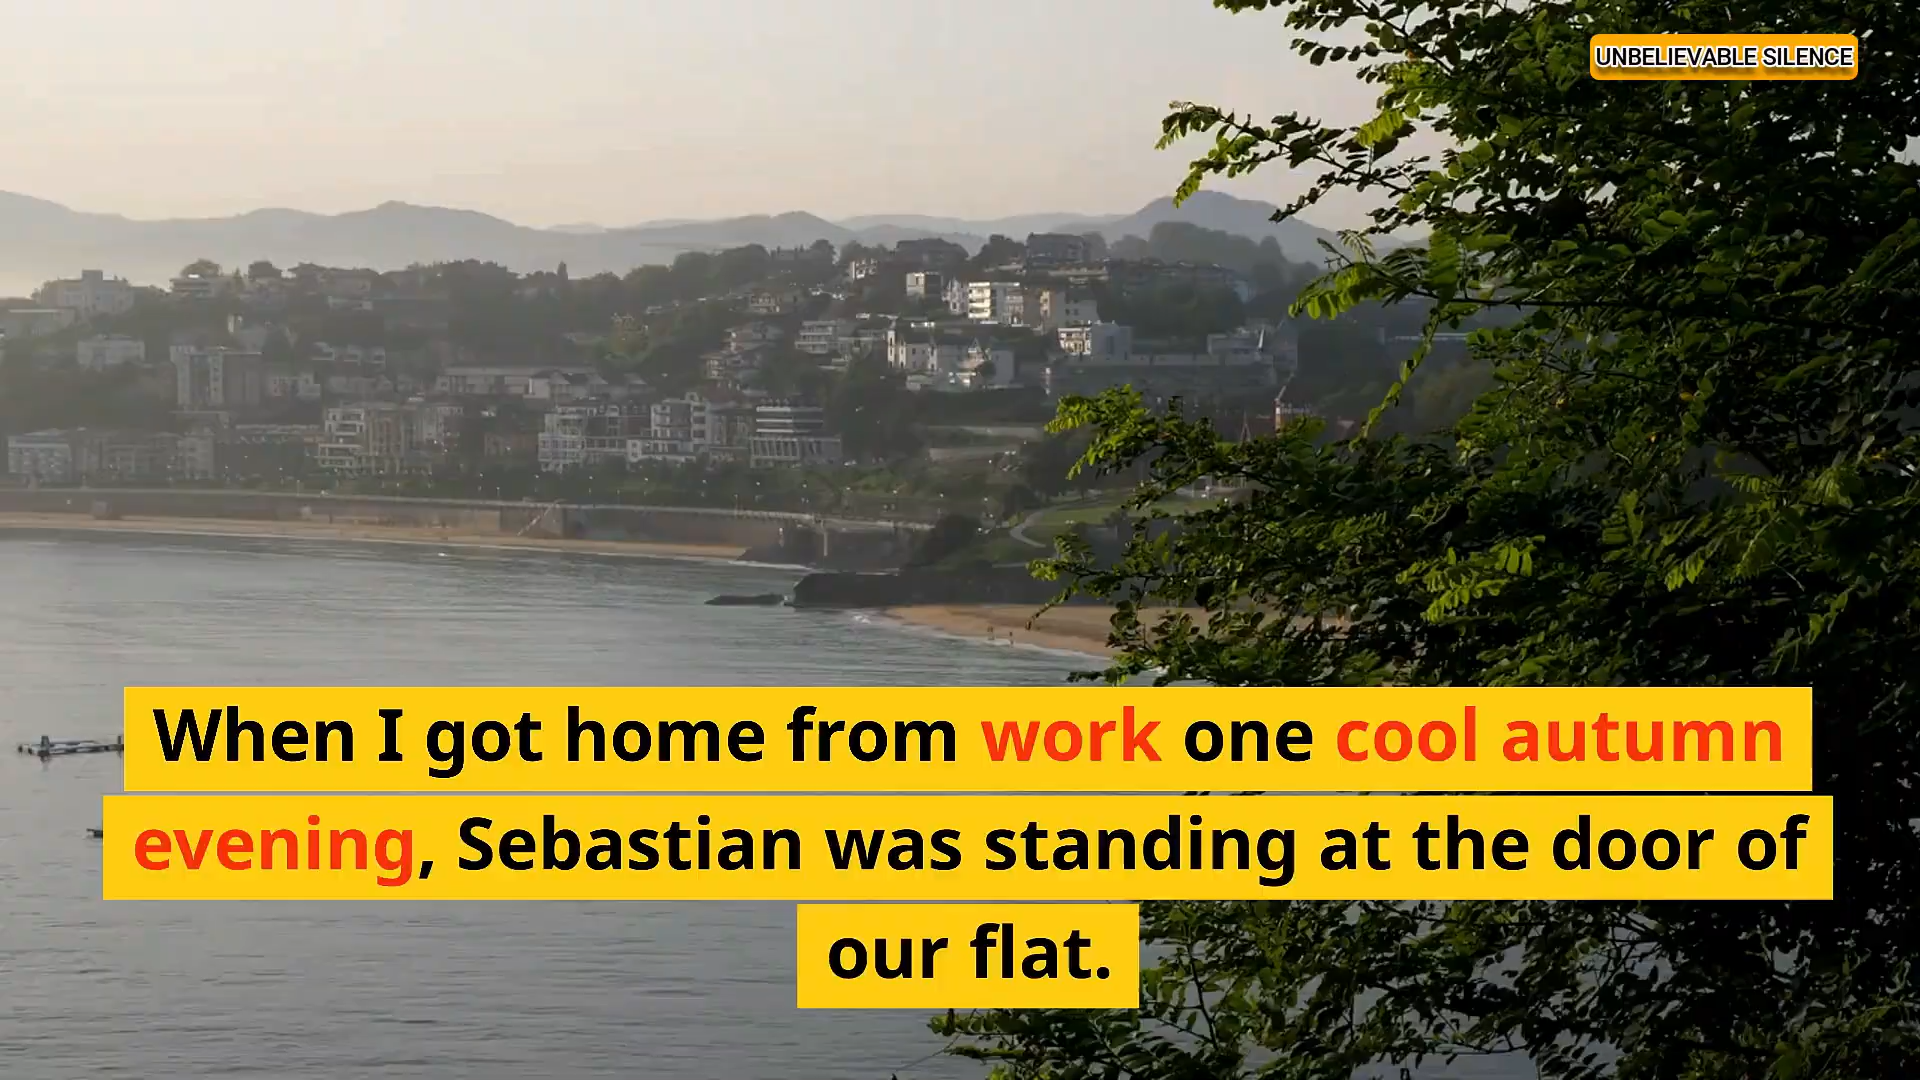 UNBELIEVABLE SILENCE
When I got home from work one cool autumn
evening, Sebastian was standing at the door of
our flat.